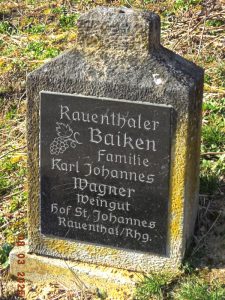 Rauenthaler
Baiken
Familie
Karl Johannes
Wagner
Weingut
Hof St. Johannes
Rauenthal/Rhg.